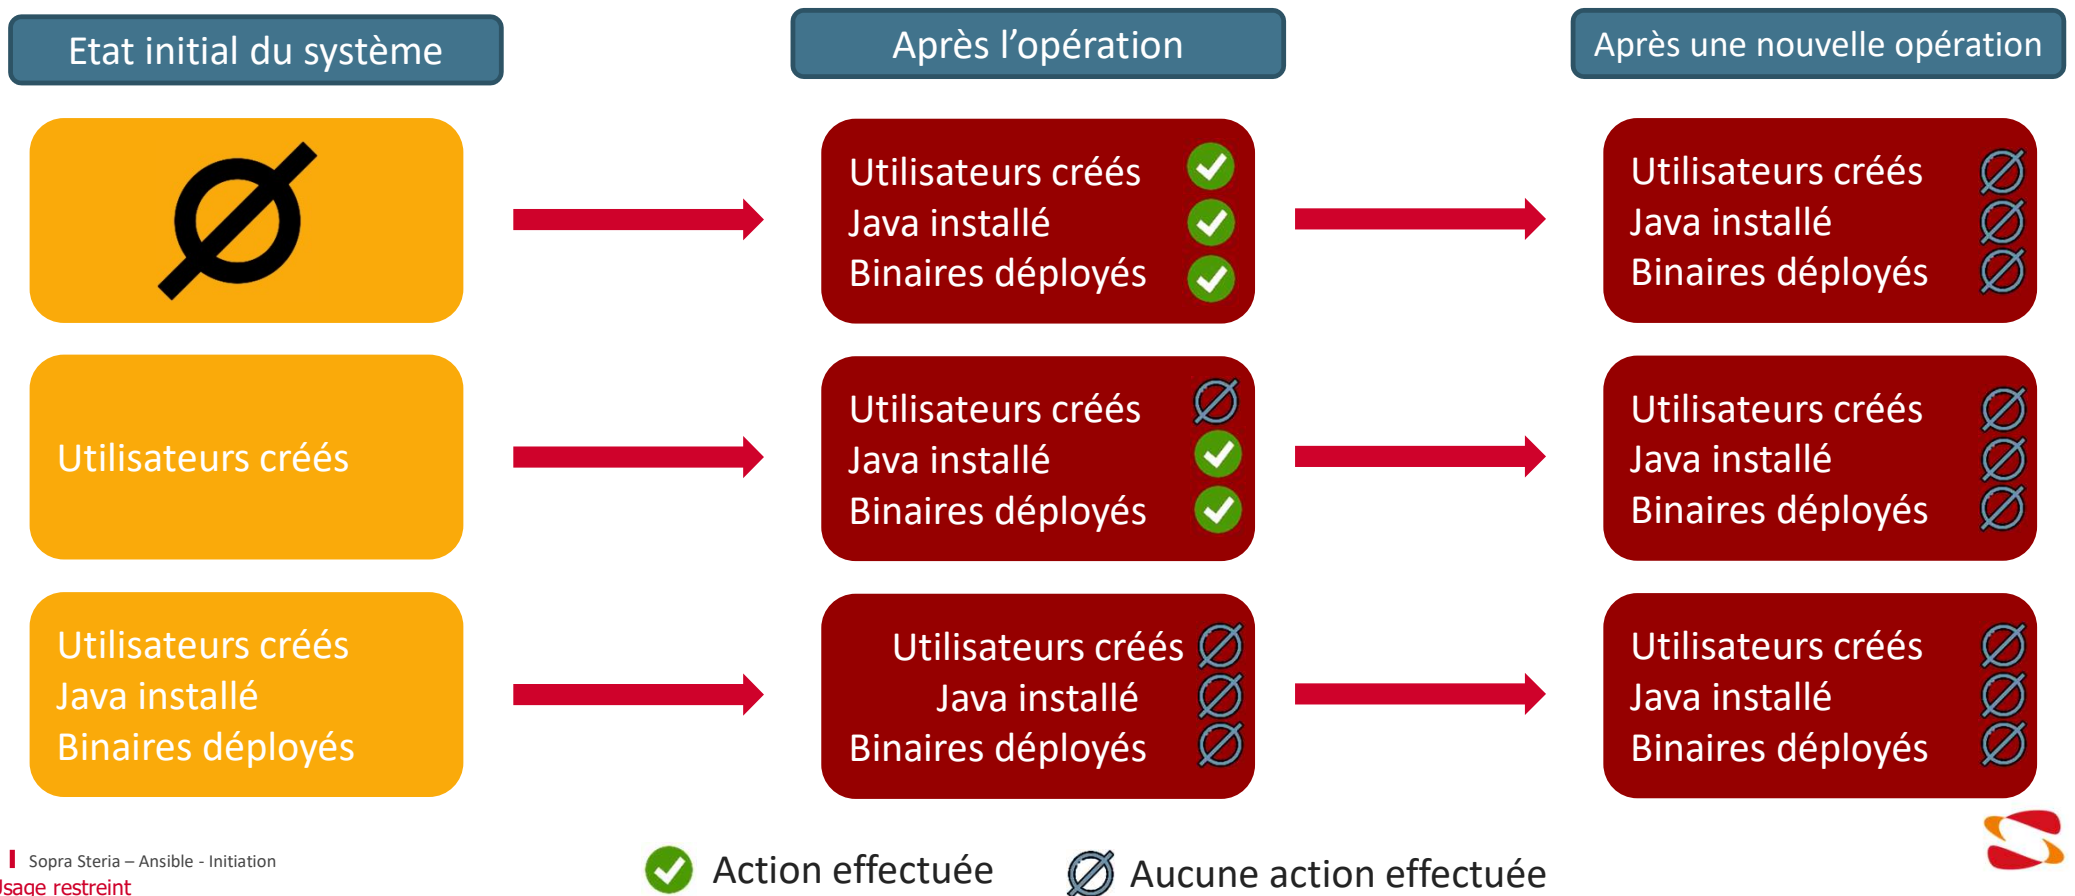 Etat initial du système
Après l’opération
Après une nouvelle opération
Utilisateurs créés
Java installé
Binaires déployés
Utilisateurs créés
Java installé
Binaires déployés
Utilisateurs créés
Utilisateurs créés
Java installé
Binaires déployés
Utilisateurs créés
Java installé
Binaires déployés
Utilisateurs créés
Java installé
Binaires déployés
Utilisateurs créés
Java installé
Binaires déployés
Utilisateurs créés
Java installé
Binaires déployés
Sopra Steria – Ansible - Initiation
Usage restreint
Action effectuée
Aucune action effectuée